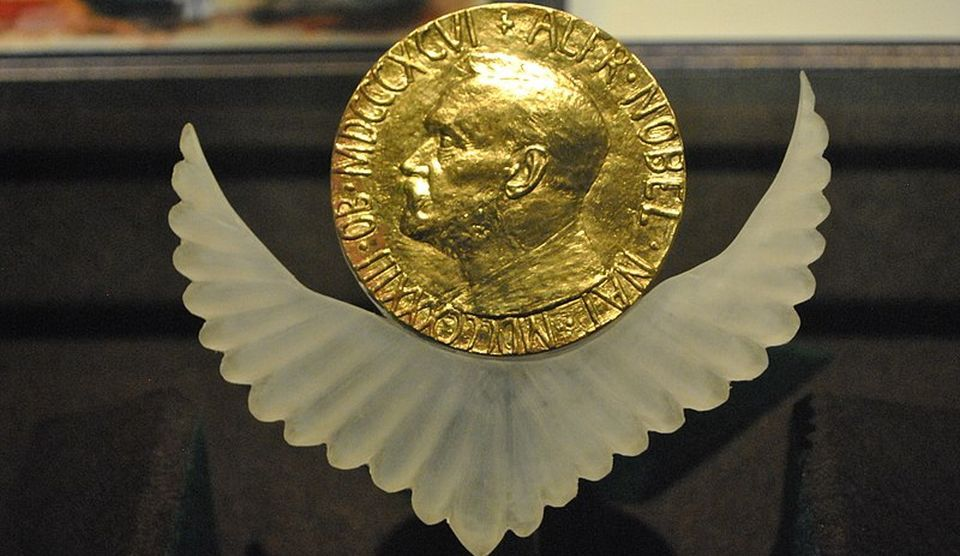 ALFR· NOBEL · NAT· MDCCCXXXIII · OB· MDCCCXCVI